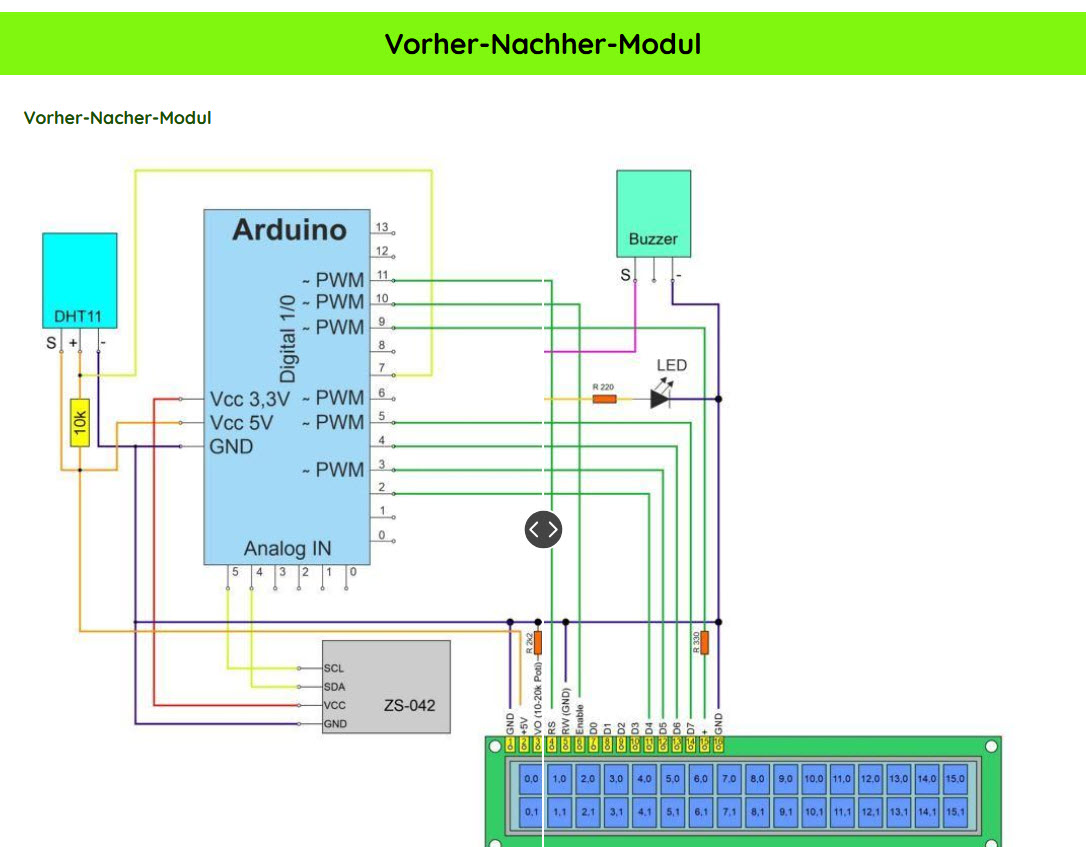 Vorher-Nachher-Modul
Vorher-Nacher-Modul
Arduino
13
12
~ PWM 11
~ PWM 10
~ PWM 9
8
7
Digital 1/0
Vcc 3,3V ~ PWM 6
Vcc 5V ~ PWM 5
GND 4
~ PWM 3
2
1
0
Analog IN
5 4 3 2 1 0
DHT11
S + -
10k
Buzzer
S -
LED
R 220
SCL
SDA
VCC
GND
ZS-042
R 2k2
R 330
GND
+5V
VO (10-20k Poti)
RS
RW (GND)
Enable
D0
D1
D2
D3
D4
D5
D6
D7
+
GND
0,0 1,0 2,0 3,0 4,0 5,0 6,0 7,0 8,0 9,0 10,0 11,0 12,0 13,0 14,0 15,0
0,1 1,1 2,1 3,1 4,1 5,1 6,1 7,1 8,1 9,1 10,1 11,1 12,1 13,1 14,1 15,1